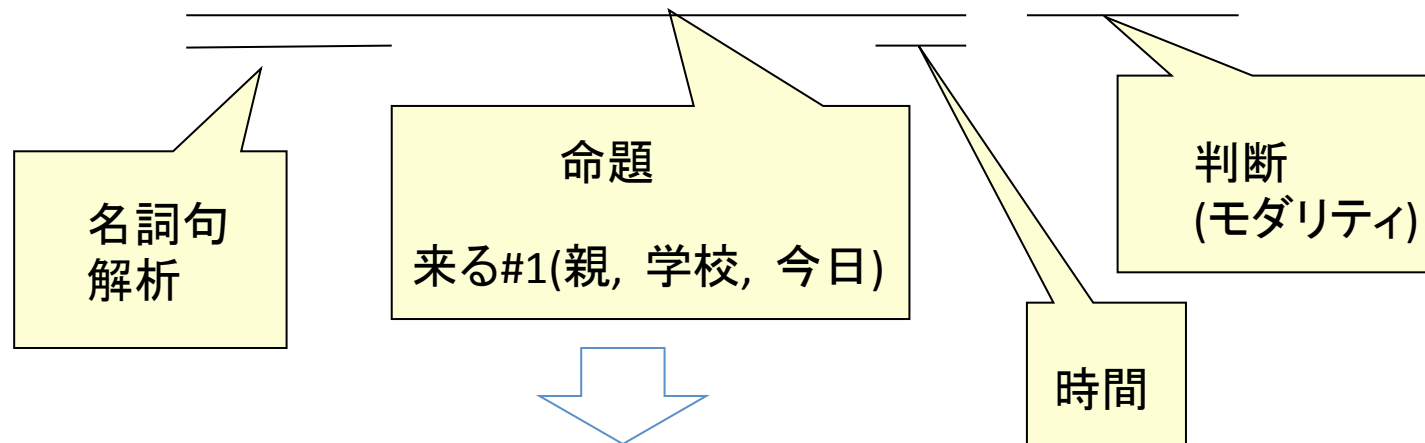 名詞句
解析
命題
来る#1(親, 学校, 今日)
時間
判断
(モダリティ)